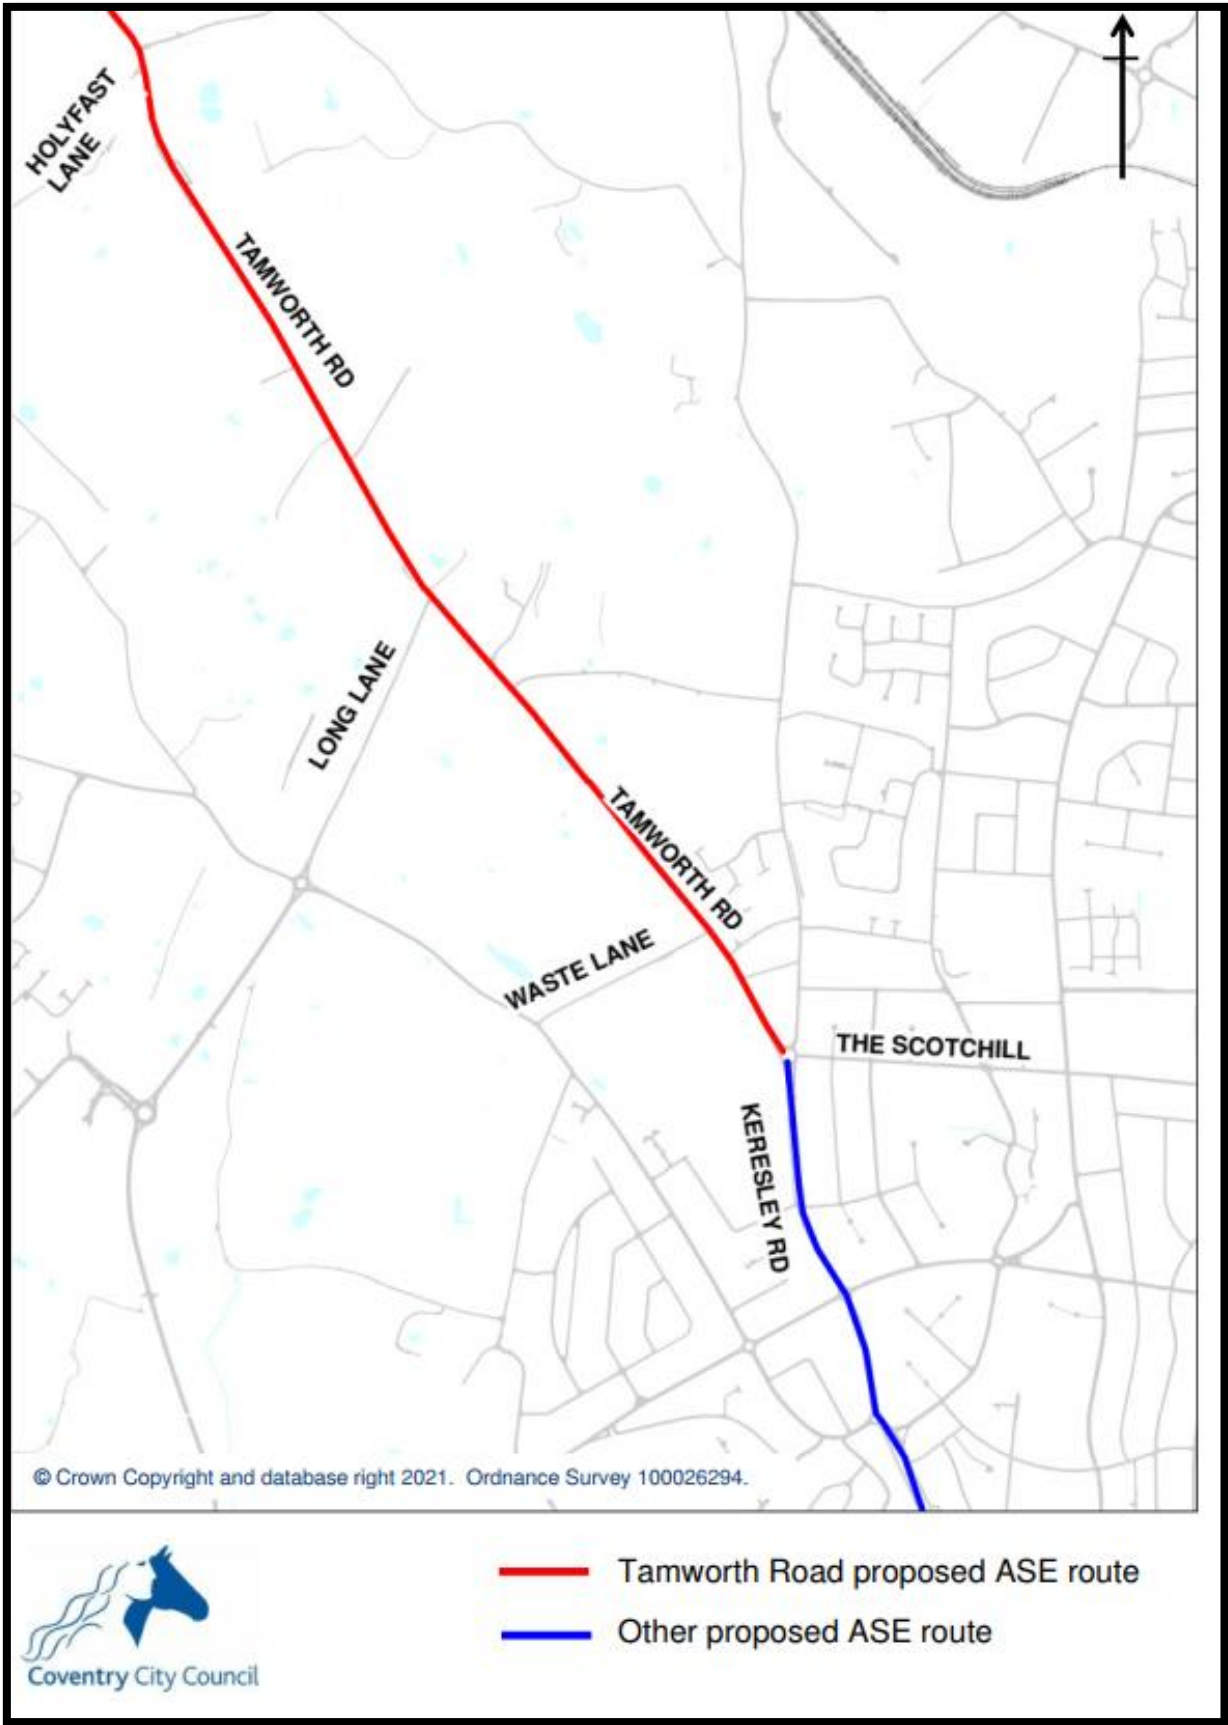 HOLYFAST
LANE
TAMWORTH RD
LONG LANE
TAMWORTH RD
WASTE LANE
THE SCOTCHILL
KERESLEY RD
© Crown Copyright and database right 2021. Ordnance Survey 100026294.
Tamworth Road proposed ASE route
Other proposed ASE route
Coventry City Council